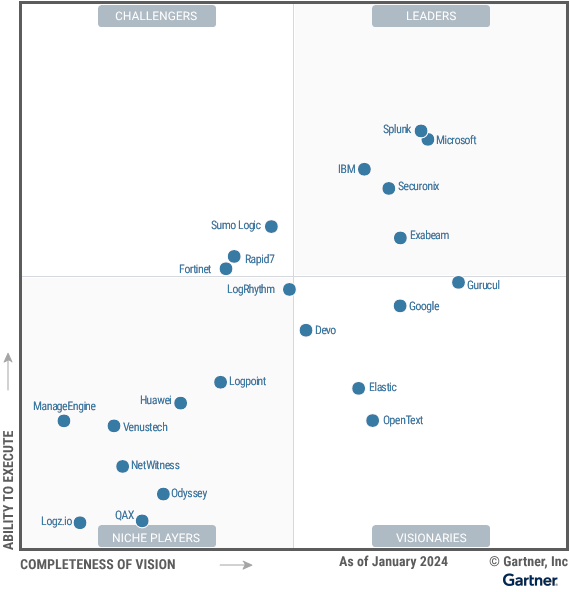 CHALLENGERS
LEADERS
Splunk
Microsoft
IBM
Securonix
Sumo Logic
Exabeam
Rapid7
Fortinet
LogRhythm
Gurucul
Google
Devo
Logpoint
Elastic
Huawei
ManageEngine
Venustech
OpenText
NetWitness
Odyssey
QAX
Logz.io
NICHE PLAYERS
VISIONARIES
ABILITY TO EXECUTE
COMPLETENESS OF VISION
As of January 2024
© Gartner, Inc
Gartner